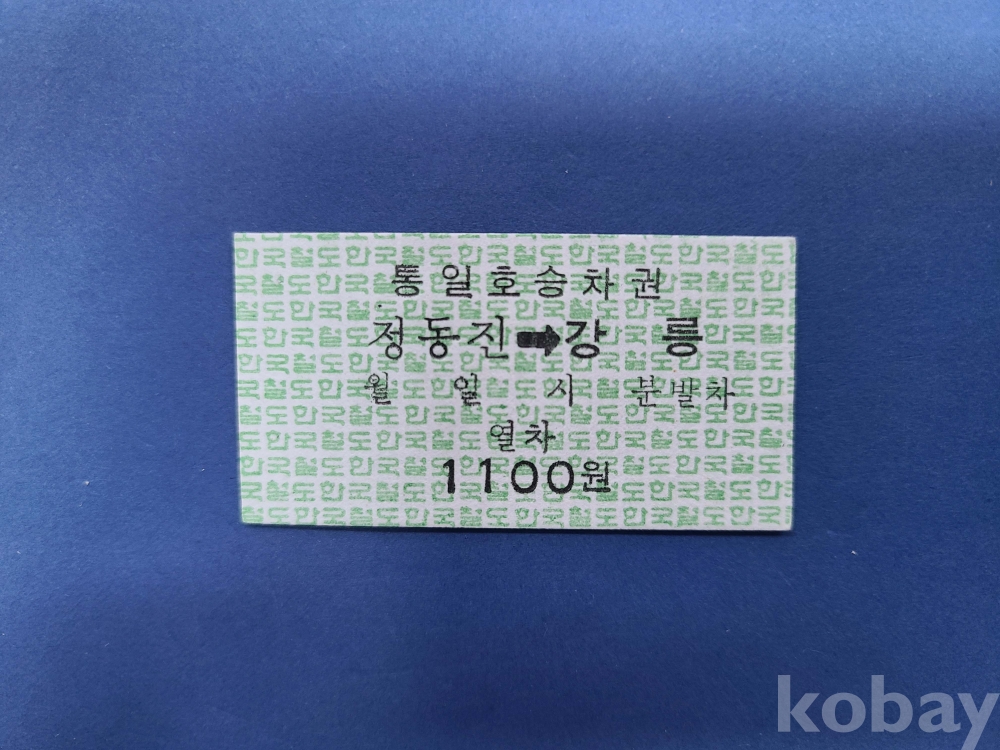 통일호승차권
정동진➡강 릉
월 일 시 분발차
열차
1100원
kobay